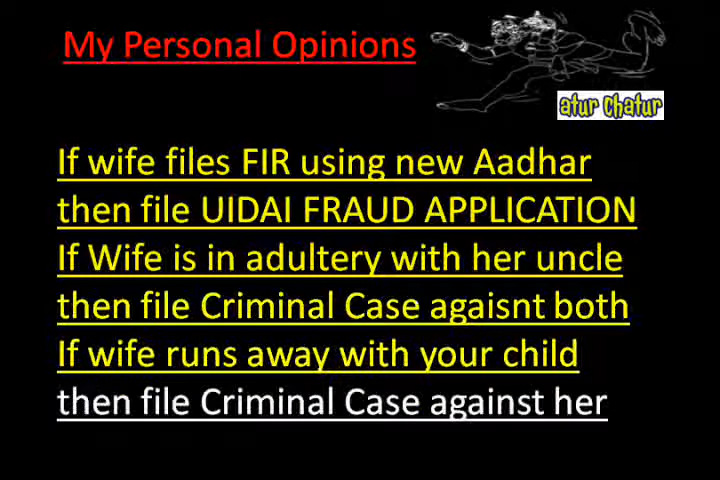 My Personal Opinions
atur Chatur
If wife files FIR using new Aadhar
then file UIDAI FRAUD APPLICATION
If Wife is in adultery with her uncle
then file Criminal Case agaisnt both
If wife runs away with your child
then file Criminal Case against her